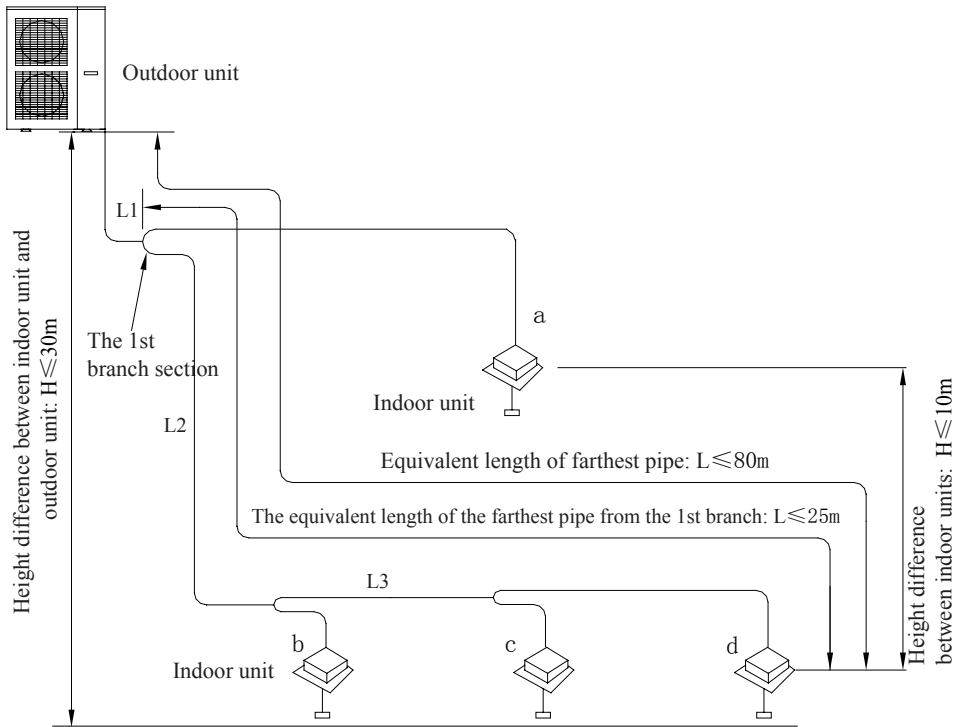 Outdoor unit
L1
Height difference between indoor unit and
outdoor unit: H≤30m
The 1st
branch section
a
Indoor unit
L2
Equivalent length of farthest pipe: L≤80m
The equivalent length of the farthest pipe from the 1st branch: L≤25m
Height difference
between indoor units: H≤10m
L3
b
c
d
Indoor unit